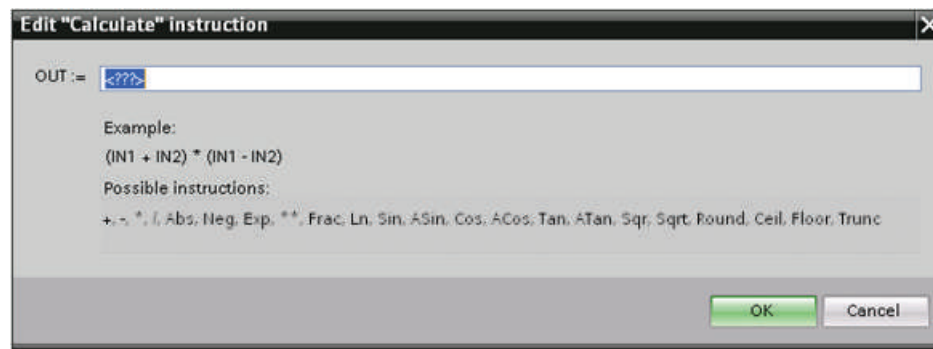 Edit "Calculate" instruction
OUT := <???>
Example:
(IN1 + IN2) * (IN1 - IN2)
Possible instructions:
+, -, *, /, Abs, Neg, Exp, **, Frac, Ln, Sin, ASin, Cos, ACos, Tan, ATan, Sqr, Sqrt, Round, Ceil, Floor, Trunc
OK Cancel